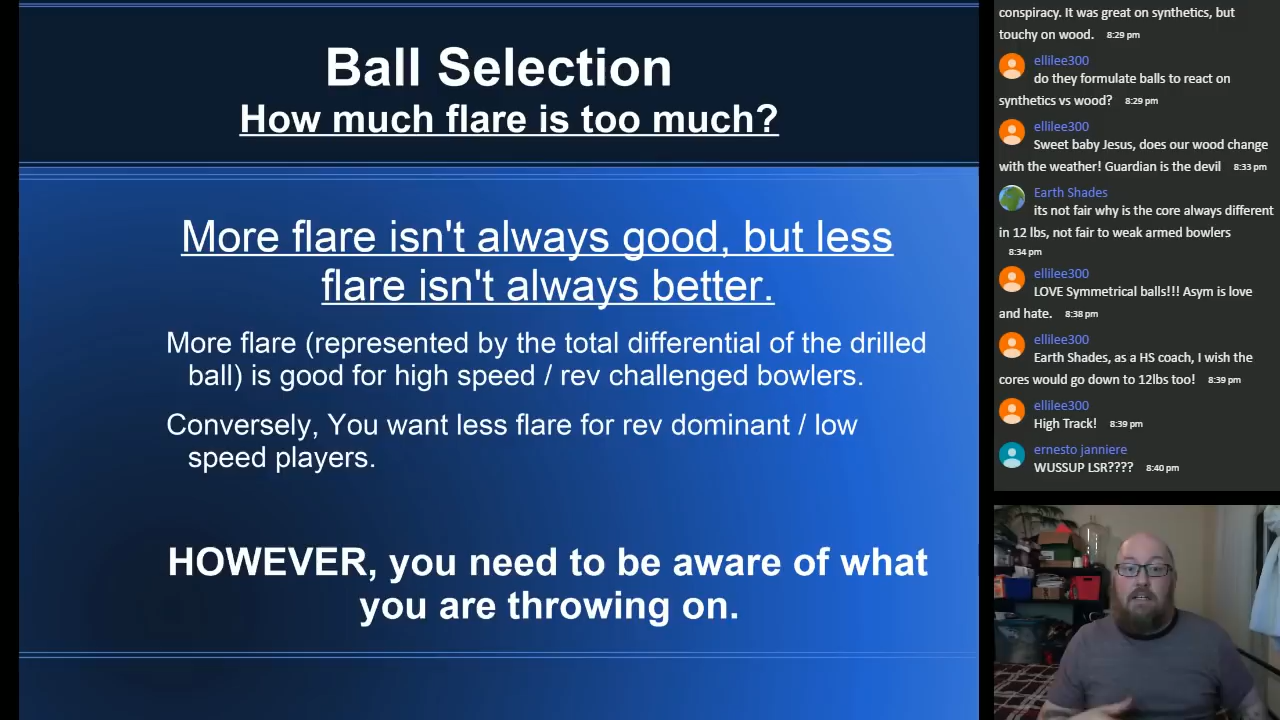 Ball Selection
How much flare is too much?
More flare isn't always good, but less
flare isn't always better.
More flare (represented by the total differential of the drilled
ball) is good for high speed / rev challenged bowlers.
Conversely, You want less flare for rev dominant / low
speed players.
HOWEVER, you need to be aware of what
you are throwing on.
conspiracy. It was great on synthetics, but
touchy on wood. 8:29 pm
ellilee300
do they formulate balls to react on
synthetics vs wood? 8:29 pm
ellilee300
Sweet baby Jesus, does our wood change
with the weather! Guardian is the devil 8:33 pm
Earth Shades
its not fair why is the core always different
in 12 lbs, not fair to weak armed bowlers
8:34 pm
ellilee300
LOVE Symmetrical balls!!! Asym is love
and hate. 8:38 pm
ellilee300
Earth Shades, as a HS coach, I wish the
cores would go down to 12lbs too! 8:39 pm
ellilee300
High Track! 8:39 pm
ernesto janniere
WUSSUP LSR???? 8:40 pm